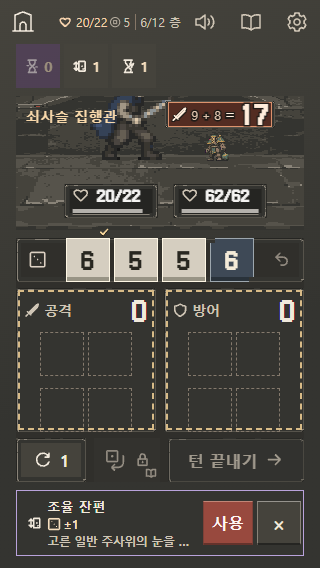 20/22 5 6/12 층
0 1 1
쇠사슬 집행관 9 + 8 = 17
20/22 62/62
6 5 5 6
공격 0 방어 0
1 턴 끝내기 →
조율 잔편
±1
고른 일반 주사위의 눈을 ...
사용 ×